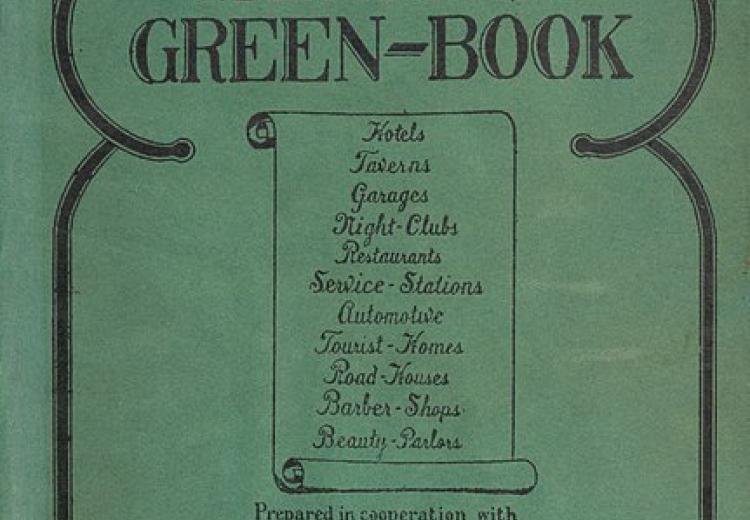 GREEN-BOOK
Hotels
Taverns
Garages
Night-Clubs
Restaurants
Service-Stations
Automotive
Tourist-Homes
Road-Houses
Barber-Shops
Beauty-Parlors
Prepared in cooperation with